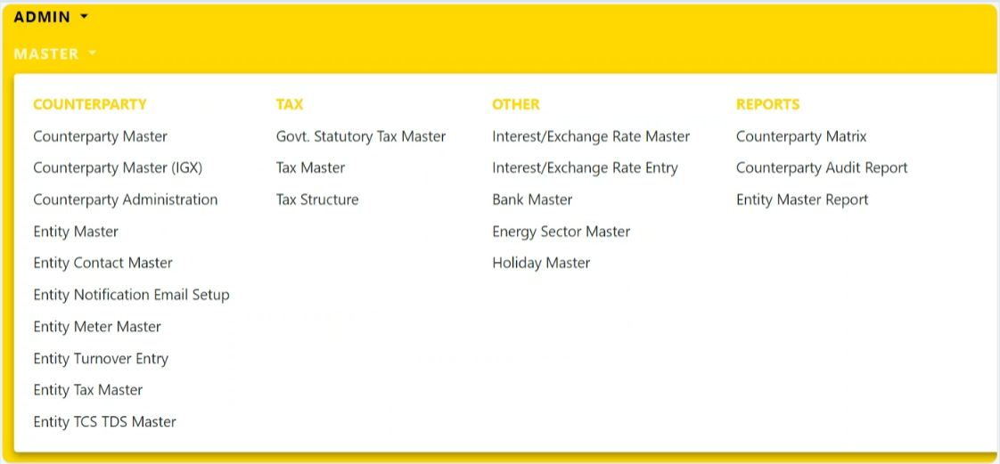 ADMIN
MASTER
COUNTERPARTY
Counterparty Master
Counterparty Master (IGX)
Counterparty Administration
Entity Master
Entity Contact Master
Entity Notification Email Setup
Entity Meter Master
Entity Turnover Entry
Entity Tax Master
Entity TCS TDS Master
TAX
Govt. Statutory Tax Master
Tax Master
Tax Structure
OTHER
Interest/Exchange Rate Master
Interest/Exchange Rate Entry
Bank Master
Energy Sector Master
Holiday Master
REPORTS
Counterparty Matrix
Counterparty Audit Report
Entity Master Report